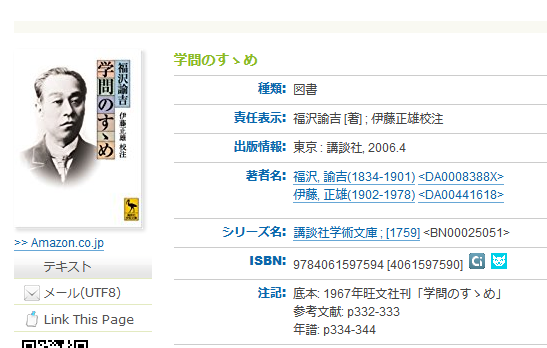 学問のすゝめ
福沢諭吉
学問のすゝめ
伊藤正雄 校注
>> Amazon.co.jp
テキスト
メール(UTF8)
Link This Page
種類: 図書
責任表示: 福沢諭吉 [著] ; 伊藤正雄校注
出版情報: 東京 : 講談社, 2006.4
著者名: 福沢, 諭吉(1834-1901) <DA0008388X>
伊藤, 正雄(1902-1978) <DA00441618>
シリーズ名: 講談社学術文庫 ; [1759] <BN00025051>
ISBN: 9784061597594 [4061597590] Ci
注記: 底本: 1967年旺文社刊「学問のすゝめ」
参考文献: p332-333
年譜: p334-344